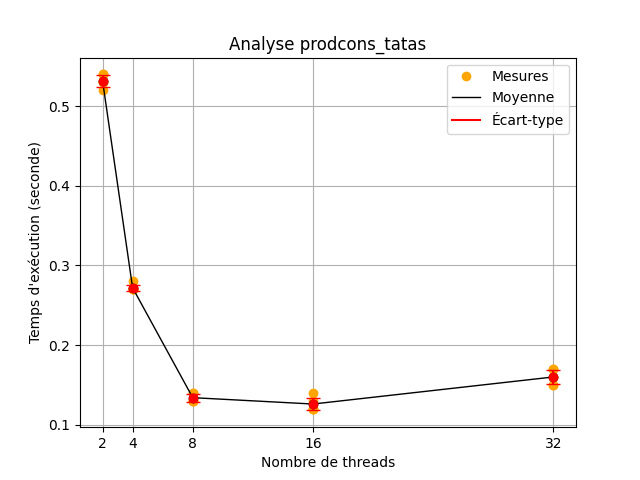 Analyse prodcons_tatas
Mesures
Moyenne
Écart-type
Temps d'exécution (seconde)
0.5
0.4
0.3
0.2
0.1
2 4 8 16 32
Nombre de threads